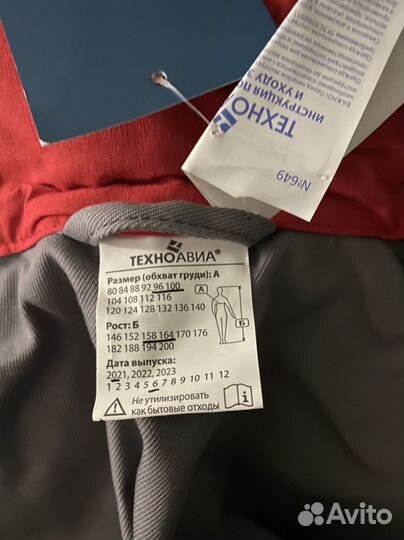 ТЕХНО
ИНСТРУКЦИЯ ПО
И УХОДУ З
№649
ТЕХНОАВИА®
Размер (обхват груди): А
80 84 88 92 96 100
104 108 112 116
120 124 128 132 136 140
А
Рост: Б
146 152 158 164 170 176
182 188 194 200
Дата выпуска:
2021, 2022, 2023
1 2 3 4 5 6 7 8 9 10 11 12
Не утилизировать
как бытовые отходы
Avito